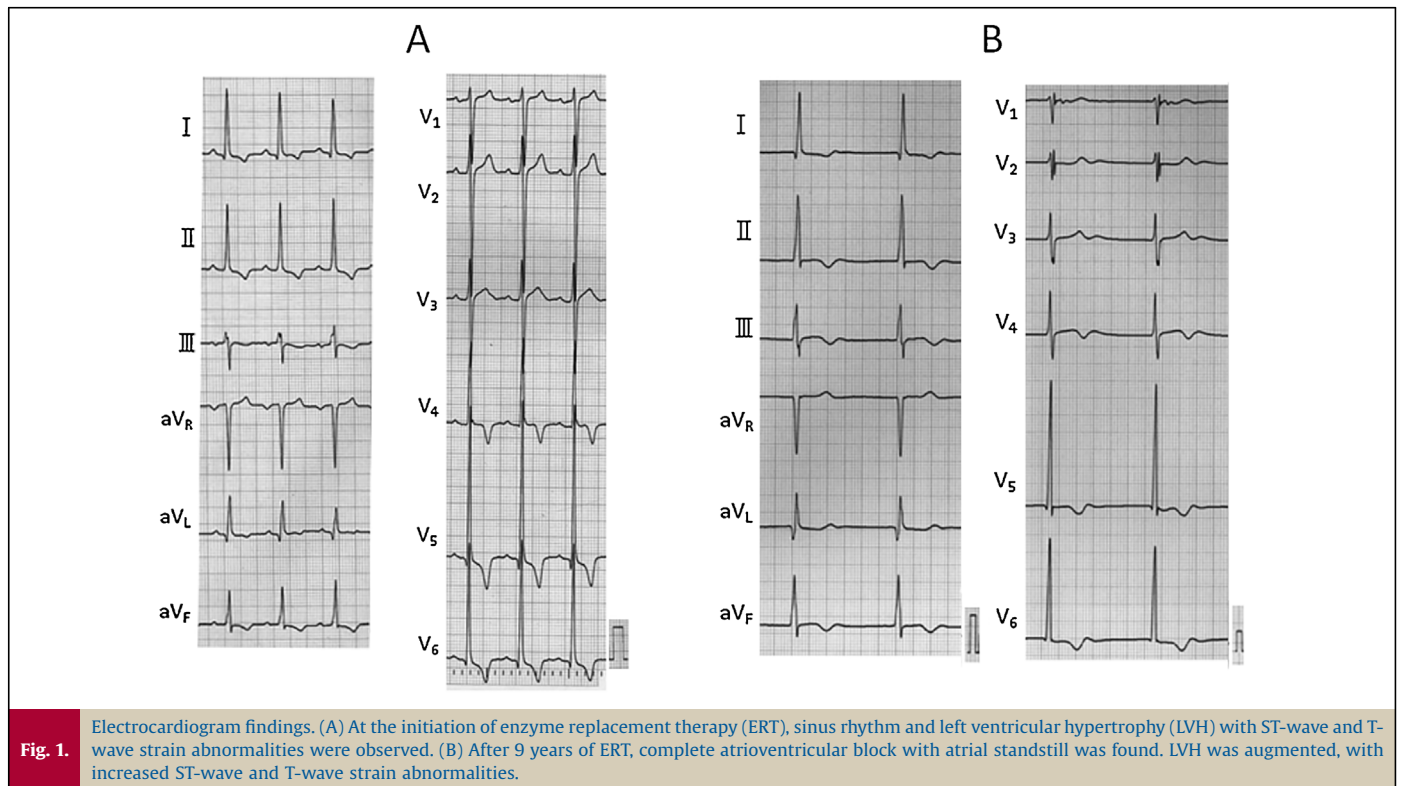 A
B
I
II
III
aVR
aVL
aVF
V1
V2
V3
V4
V5
V6
I
II
III
aVR
aVL
aVF
V1
V2
V3
V4
V5
V6
Fig. 1.
Electrocardiogram findings. (A) At the initiation of enzyme replacement therapy (ERT), sinus rhythm and left ventricular hypertrophy (LVH) with ST-wave and T-
wave strain abnormalities were observed. (B) After 9 years of ERT, complete atrioventricular block with atrial standstill was found. LVH was augmented, with
increased ST-wave and T-wave strain abnormalities.